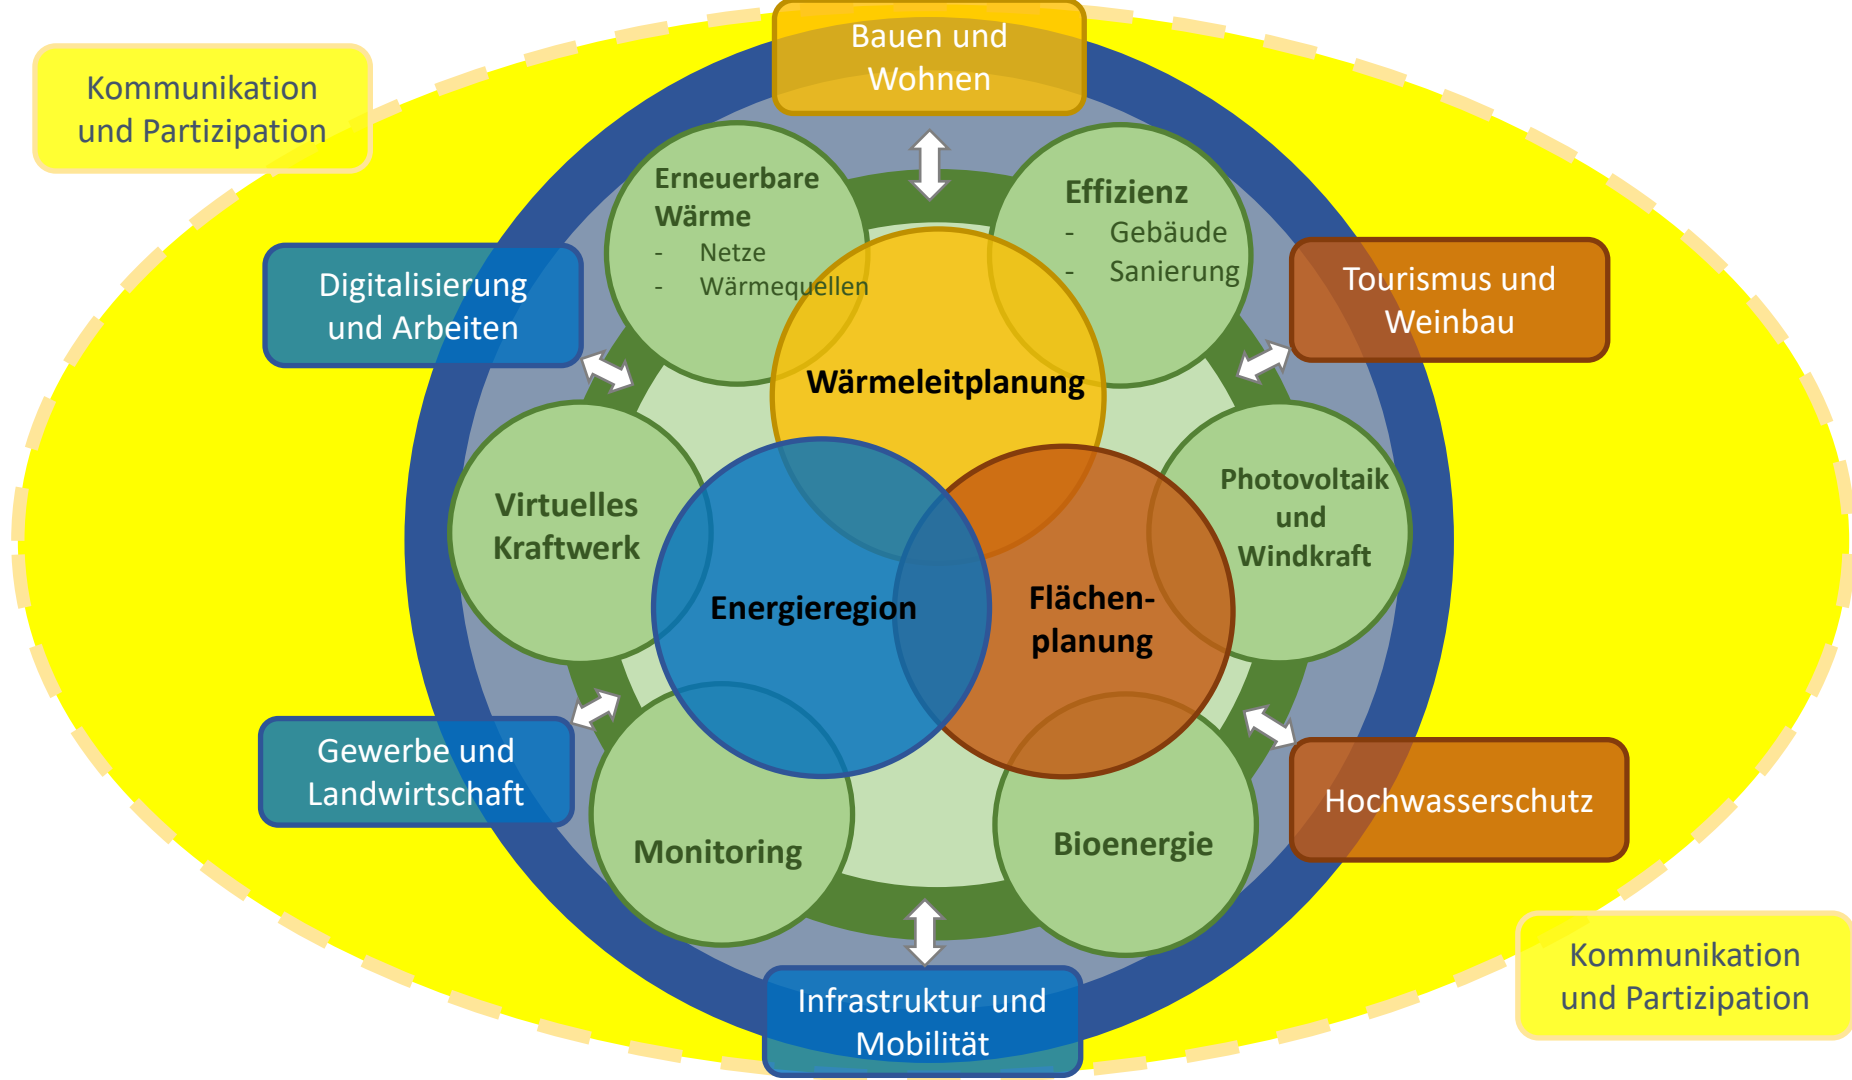 Bauen und
Wohnen
Kommunikation
und Partizipation
Erneuerbare
Wärme
- Netze
- Wärmequellen
Effizienz
- Gebäude
- Sanierung
Digitalisierung
und Arbeiten
Tourismus und
Weinbau
Wärmeleitplanung
Virtuelles
Kraftwerk
Photovoltaik
und
Windkraft
Energieregion
Flächen-
planung
Gewerbe und
Landwirtschaft
Hochwasserschutz
Monitoring
Bioenergie
Kommunikation
und Partizipation
Infrastruktur und
Mobilität